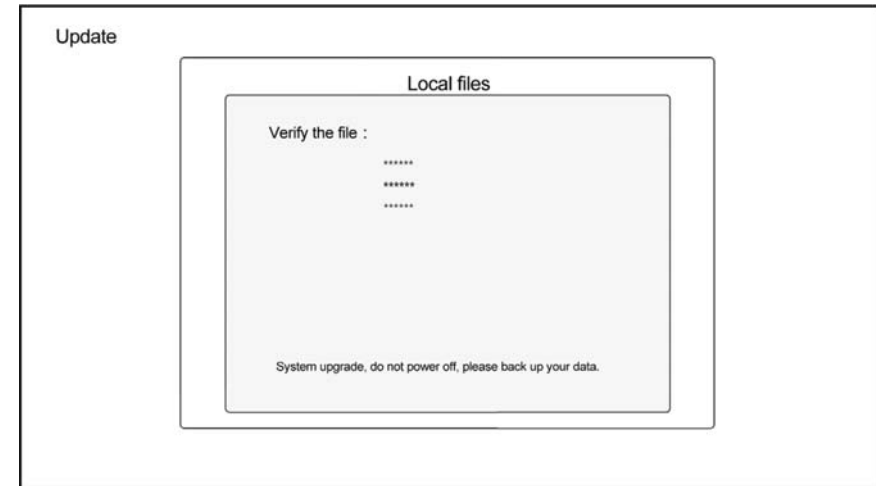 Update
Local files
Verify the file :
******
******
******
System upgrade, do not power off, please back up your data.